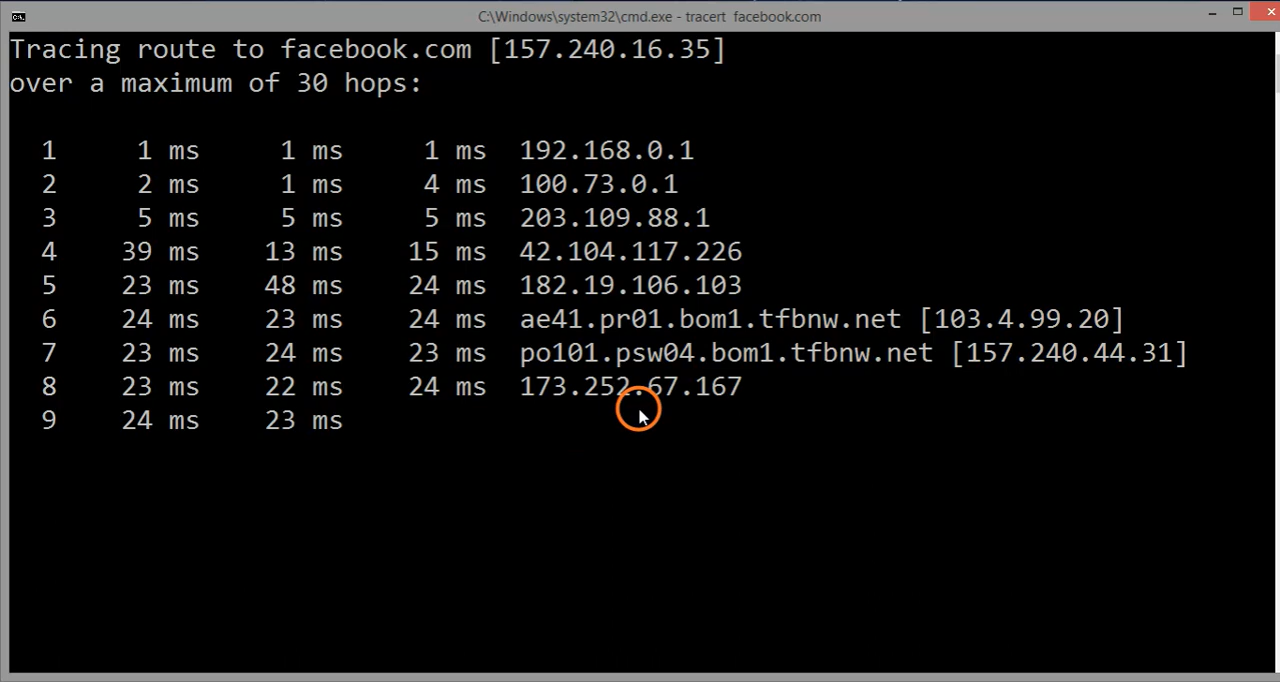 C:\Windows\system32\cmd.exe - tracert facebook.com
Tracing route to facebook.com [157.240.16.35]
over a maximum of 30 hops:
1 1 ms 1 ms 1 ms 192.168.0.1
2 2 ms 1 ms 4 ms 100.73.0.1
3 5 ms 5 ms 5 ms 203.109.88.1
4 39 ms 13 ms 15 ms 42.104.117.226
5 23 ms 48 ms 24 ms 182.19.106.103
6 24 ms 23 ms 24 ms ae41.pr01.bom1.tfbnw.net [103.4.99.20]
7 23 ms 24 ms 23 ms po101.psw04.bom1.tfbnw.net [157.240.44.31]
8 23 ms 22 ms 24 ms 173.252.67.167
9 24 ms 23 ms